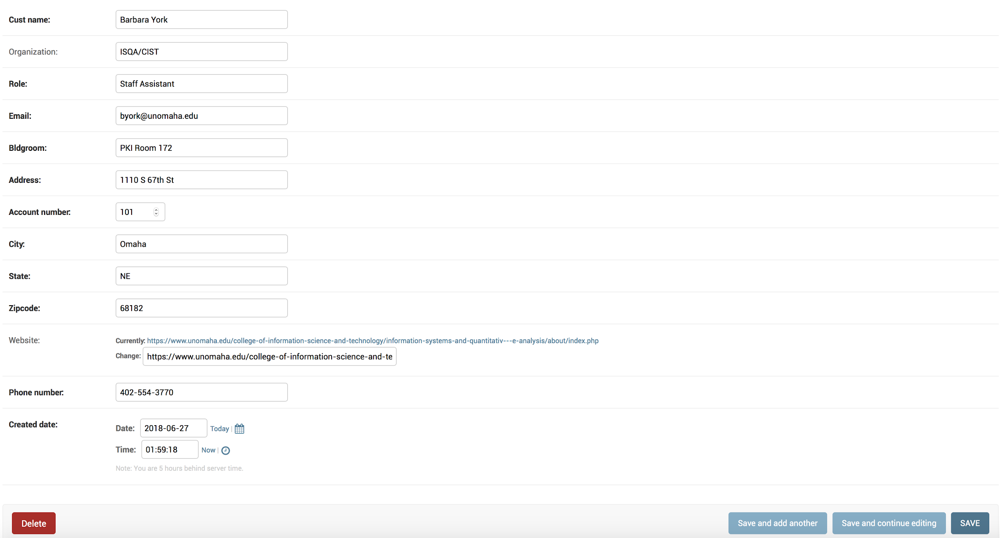 Cust name: Barbara York
Organization: ISQA/CIST
Role: Staff Assistant
Email: byork@unomaha.edu
Bldgroom: PKI Room 172
Address: 1110 S 67th St
Account number: 101
City: Omaha
State: NE
Zipcode: 68182
Website: Currently: https://www.unomaha.edu/college-of-information-science-and-technology/information-systems-and-quantitativ---e-analysis/about/index.php
Change: https://www.unomaha.edu/college-of-information-science-and-te
Phone number: 402-554-3770
Created date: Date: 2018-06-27 Today |
Time: 01:59:18 Now |
Note: You are 5 hours behind server time.
Delete Save and add another Save and continue editing SAVE